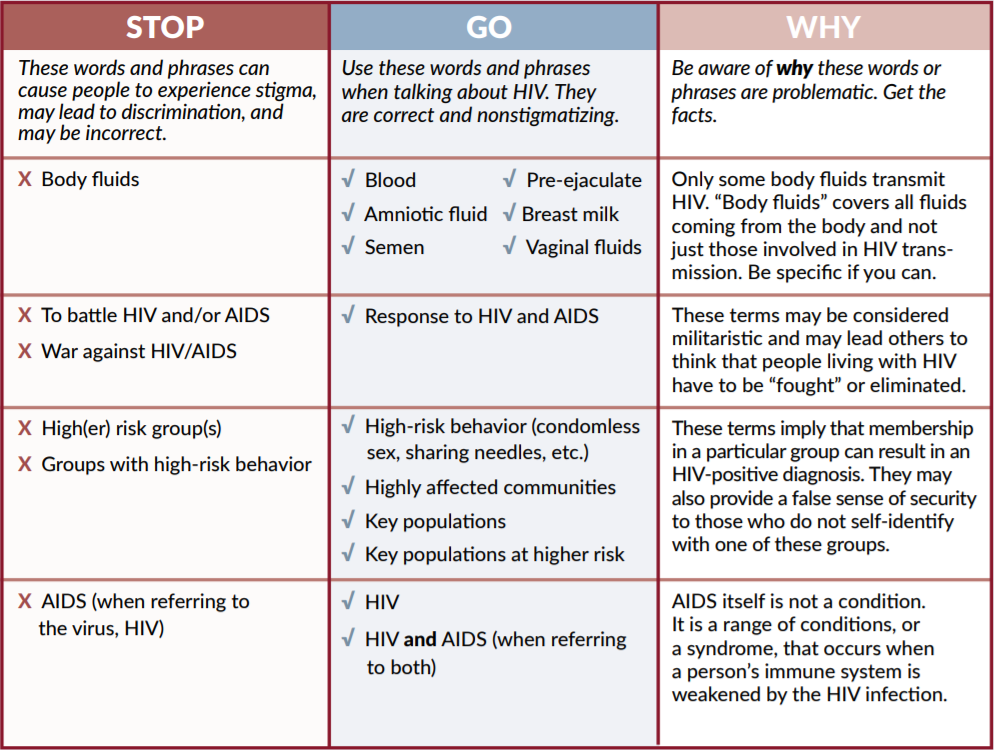 STOP
GO
WHY
These words and phrases can
cause people to experience stigma,
may lead to discrimination, and
may be incorrect.
Use these words and phrases
when talking about HIV. They
are correct and nonstigmatizing.
Be aware of why these words or
phrases are problematic. Get the
facts.
X Body fluids
√ Blood
√ Pre-ejaculate
√ Amniotic fluid
√ Breast milk
√ Semen
√ Vaginal fluids
Only some body fluids transmit
HIV. “Body fluids” covers all fluids
coming from the body and not
just those involved in HIV trans-
mission. Be specific if you can.
X To battle HIV and/or AIDS
X War against HIV/AIDS
√ Response to HIV and AIDS
These terms may be considered
militaristic and may lead others to
think that people living with HIV
have to be “fought” or eliminated.
X High(er) risk group(s)
X Groups with high-risk behavior
√ High-risk behavior (condomless
sex, sharing needles, etc.)
√ Highly affected communities
√ Key populations
√ Key populations at higher risk
These terms imply that membership
in a particular group can result in an
HIV-positive diagnosis. They may
also provide a false sense of security
to those who do not self-identify
with one of these groups.
X AIDS (when referring to
the virus, HIV)
√ HIV
√ HIV and AIDS (when referring
to both)
AIDS itself is not a condition.
It is a range of conditions, or
a syndrome, that occurs when
a person’s immune system is
weakened by the HIV infection.